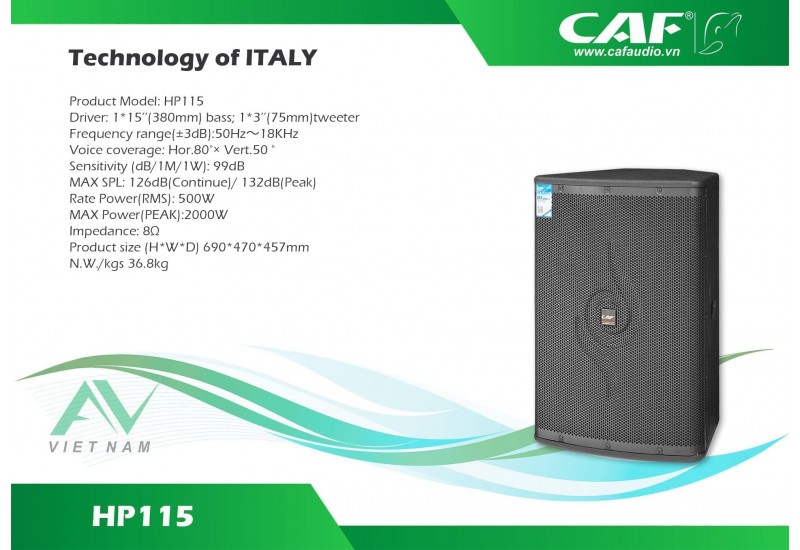 CAF®
www.cafaudio.vn
Technology of ITALY
Product Model: HP115
Driver: 1*15’’(380mm) bass; 1*3’’(75mm)tweeter
Frequency range(±3dB):50Hz～18KHz
Voice coverage: Hor.80°× Vert.50 °
Sensitivity (dB/1M/1W): 99dB
MAX SPL: 126dB(Continue)/ 132dB(Peak)
Rate Power(RMS): 500W
MAX Power(PEAK):2000W
Impedance: 8Ω
Product size (H*W*D) 690*470*457mm
N.W./kgs 36.8kg
CAF
AV
VIET NAM
HP115